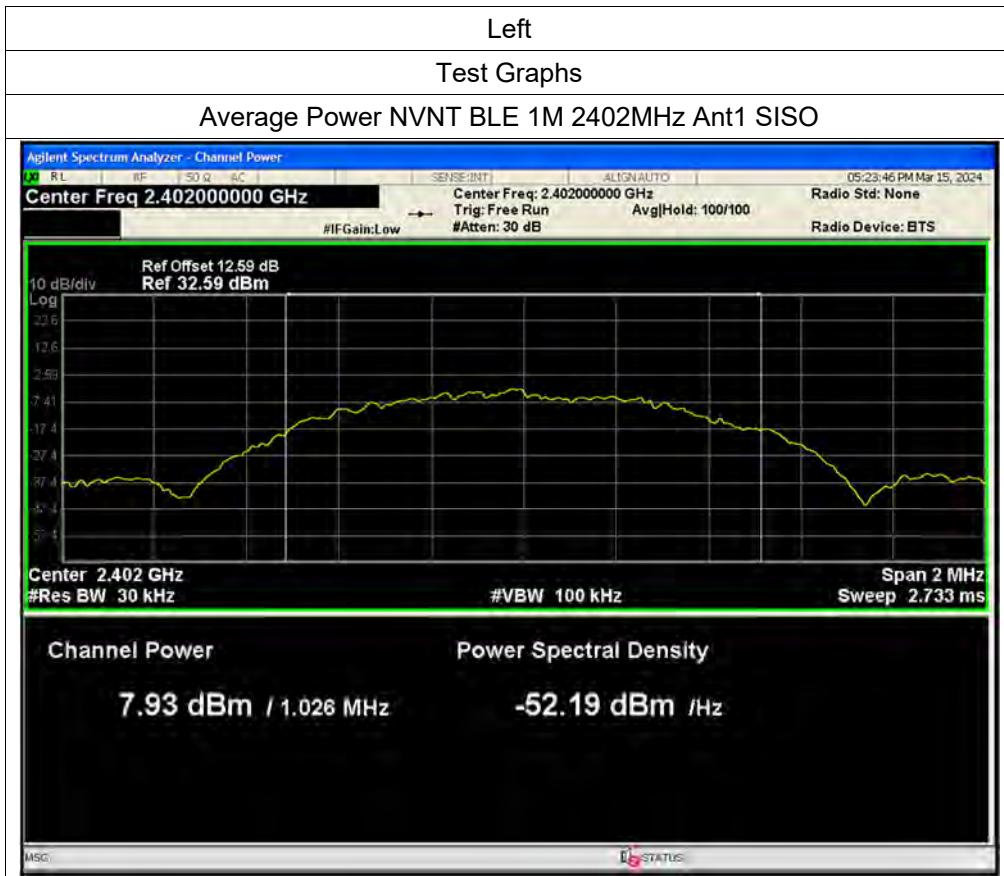 Left
Test Graphs
Average Power NVNT BLE 1M 2402MHz Ant1 SISO
Agilent Spectrum Analyzer - Channel Power
RL RF 50 Ω AC SENSE:INT ALIGN AUTO 05:23:46 PM Mar 15, 2024
Center Freq 2.402000000 GHz Center Freq: 2.402000000 GHz Radio Std: None
Trig: Free Run Avg|Hold: 100/100
#IFGain:Low #Atten: 30 dB Radio Device: BTS
Ref Offset 12.59 dB
10 dB/div Ref 32.59 dBm
Log
22.6
12.6
2.59
-7.41
-17.4
-27.4
-37.4
-47.4
-57.4
Center 2.402 GHz Span 2 MHz
#Res BW 30 kHz #VBW 100 kHz Sweep 2.733 ms
Channel Power Power Spectral Density
7.93 dBm / 1.026 MHz -52.19 dBm /Hz
MSG STATUS